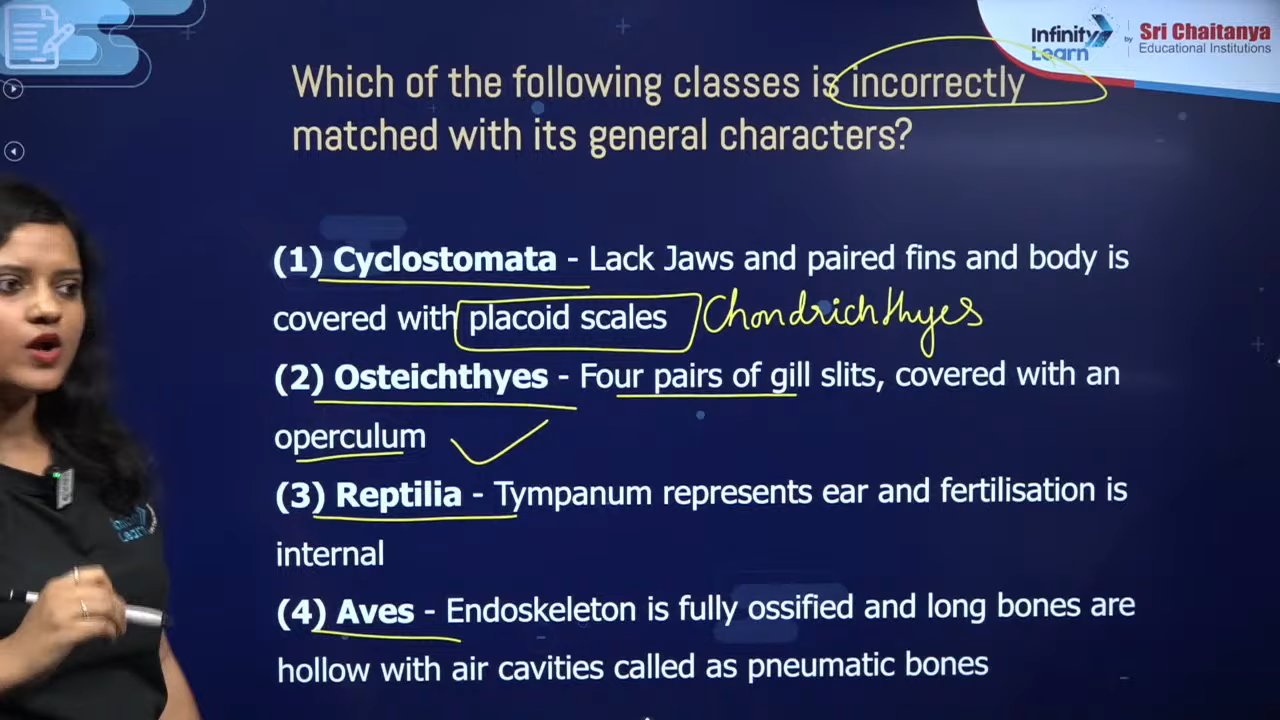 Infinity Learn by Sri Chaitanya
Educational Institutions
Which of the following classes is incorrectly
matched with its general characters?
(1) Cyclostomata - Lack Jaws and paired fins and body is
covered with placoid scales Chondrichthyes
(2) Osteichthyes - Four pairs of gill slits, covered with an
operculum
(3) Reptilia - Tympanum represents ear and fertilisation is
internal
(4) Aves - Endoskeleton is fully ossified and long bones are
hollow with air cavities called as pneumatic bones
Infinity Learn